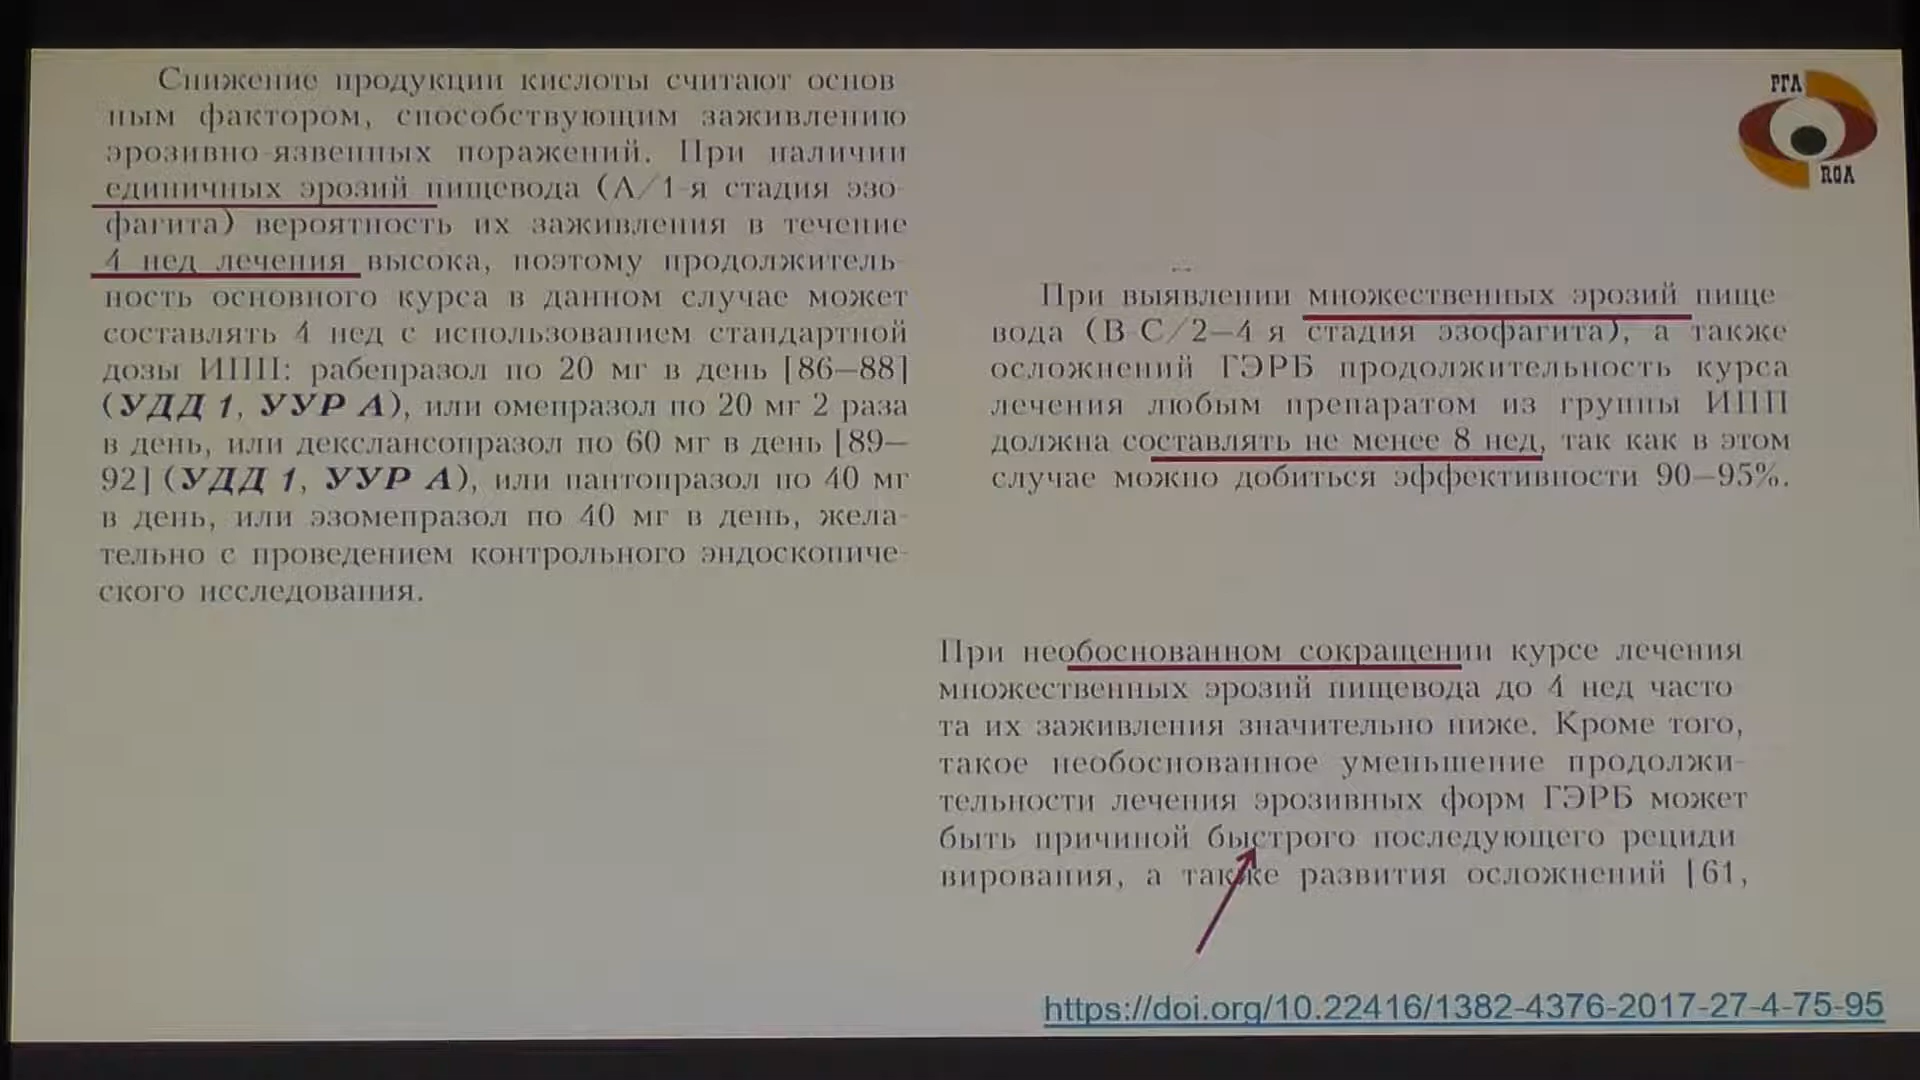 Снижение продукции кислоты считают основ
ным фактором, способствующим заживлению
эрозивно-язвенных поражений. При наличии
единичных эрозий пищевода (А/1-я стадия эзо-
фагита) вероятность их заживления в течение
4 нед лечения высока, поэтому продолжитель-
ность основного курса в данном случае может
составлять 4 нед с использованием стандартной
дозы ИПП: рабепразол по 20 мг в день [86—88]
(УДД 1, УУР А), или омепразол по 20 мг 2 раза
в день, или декслансопразол по 60 мг в день [89—
92] (УДД 1, УУР А), или пантопразол по 40 мг
в день, или эзомепразол по 40 мг в день, жела-
тельно с проведением контрольного эндоскопиче-
ского исследования.
РГА
RGA
При выявлении множественных эрозий пище
вода (В-С/2—4 я стадия эзофагита), а также
осложнений ГЭРБ продолжительность курса
лечения любым препаратом из группы ИПП
должна составлять не менее 8 нед, так как в этом
случае можно добиться эффективности 90—95%.
При необоснованном сокращении курсе лечения
множественных эрозий пищевода до 4 нед часто
та их заживления значительно ниже. Кроме того,
такое необоснованное уменьшение продолжи-
тельности лечения эрозивных форм ГЭРБ может
быть причиной быстрого последующего рециди
вирования, а также развития осложнений [61,
https://doi.org/10.22416/1382-4376-2017-27-4-75-95